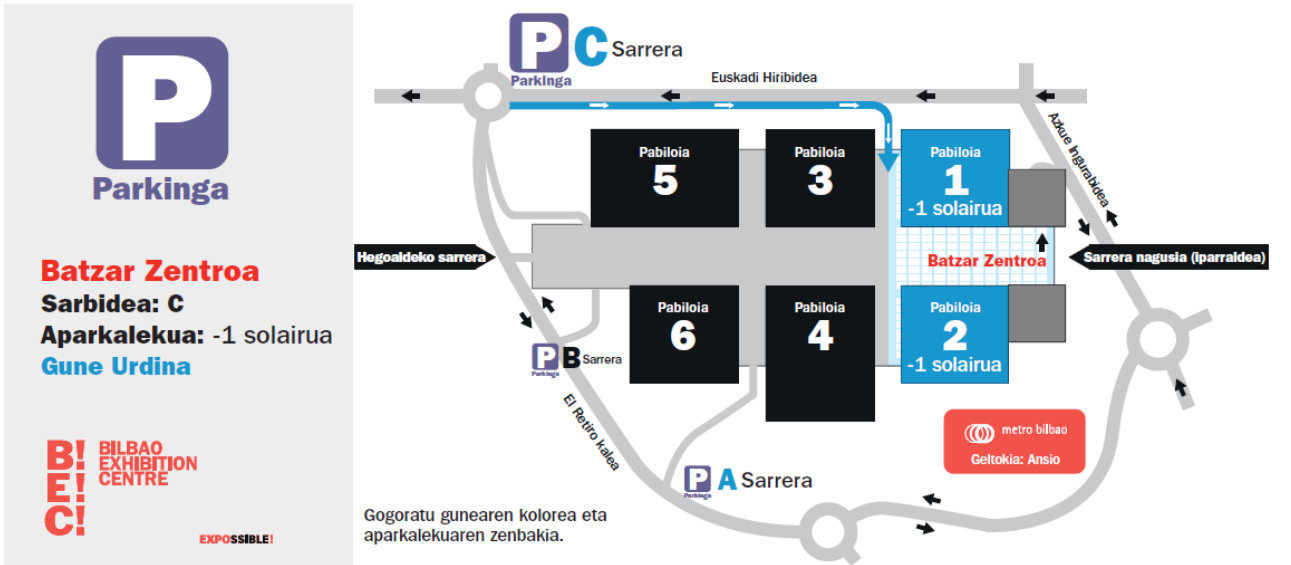 P
Parkinga
Batzar Zentroa
Sarbidea: C
Aparkalekua: -1 solairua
Gune Urdina
B! BILBAO
E! EXHIBITION
C! CENTRE
EXPOSSIBLE!
P C Sarrera
Parkinga
Euskadi Hiribidea
Azkue Ingurabidea
Pabiloia
5
Pabiloia
3
Pabiloia
1
-1 solairua
Hegoaldeko sarrera
Batzar Zentroa
Sarrera nagusia (iparraldea)
Pabiloia
6
Pabiloia
4
Pabiloia
2
-1 solairua
P B Sarrera
Parkinga
El Retiro kalea
metro bilbao
Geltokia: Ansio
P A Sarrera
Parkinga
Gogoratu gunearen kolorea eta
aparkalekuaren zenbakia.